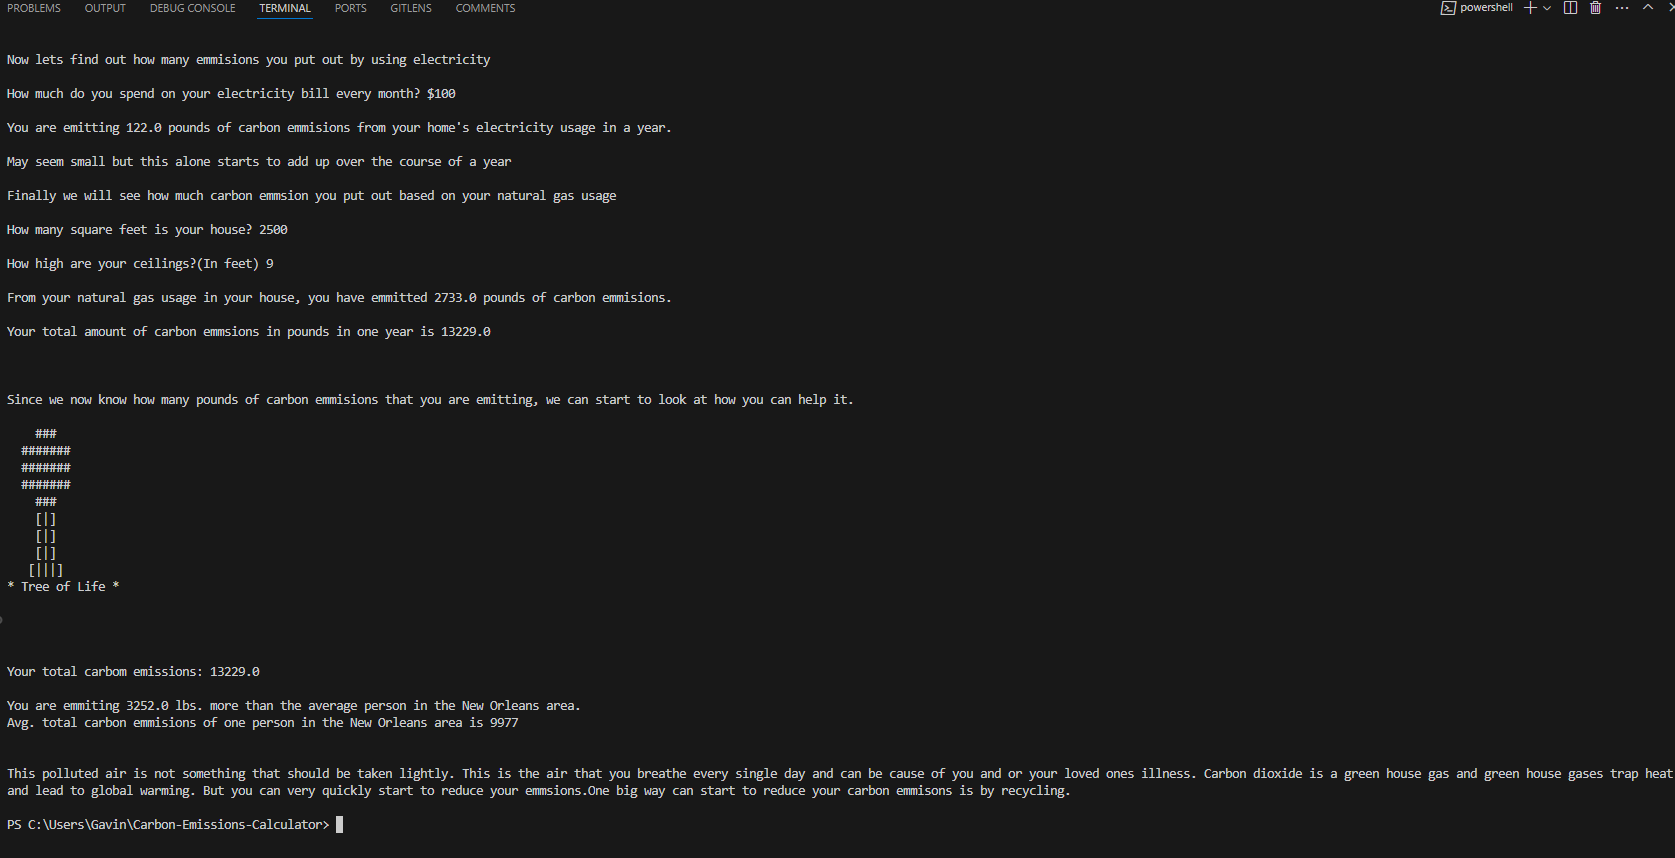 PROBLEMS OUTPUT DEBUG CONSOLE TERMINAL PORTS GITLENS COMMENTS powershell
Now lets find out how many emmisions you put out by using electricity
How much do you spend on your electricity bill every month? $100
You are emitting 122.0 pounds of carbon emmisions from your home's electricity usage in a year.
May seem small but this alone starts to add up over the course of a year
Finally we will see how much carbon emmsion you put out based on your natural gas usage
How many square feet is your house? 2500
How high are your ceilings?(In feet) 9
From your natural gas usage in your house, you have emmitted 2733.0 pounds of carbon emmisions.
Your total amount of carbon emmsions in pounds in one year is 13229.0
Since we now know how many pounds of carbon emmisions that you are emitting, we can start to look at how you can help it.
    ###
  #######
  #######
  #######
    ###
    [|]
    [|]
    [|]
   [|||]
* Tree of Life *
Your total carbom emissions: 13229.0
You are emmiting 3252.0 lbs. more than the average person in the New Orleans area.
Avg. total carbon emmisions of one person in the New Orleans area is 9977
This polluted air is not something that should be taken lightly. This is the air that you breathe every single day and can be cause of you and or your loved ones illness. Carbon dioxide is a green house gas and green house gases trap heat
and lead to global warming. But you can very quickly start to reduce your emmsions.One big way can start to reduce your carbon emmisons is by recycling.
PS C:\Users\Gavin\Carbon-Emissions-Calculator>